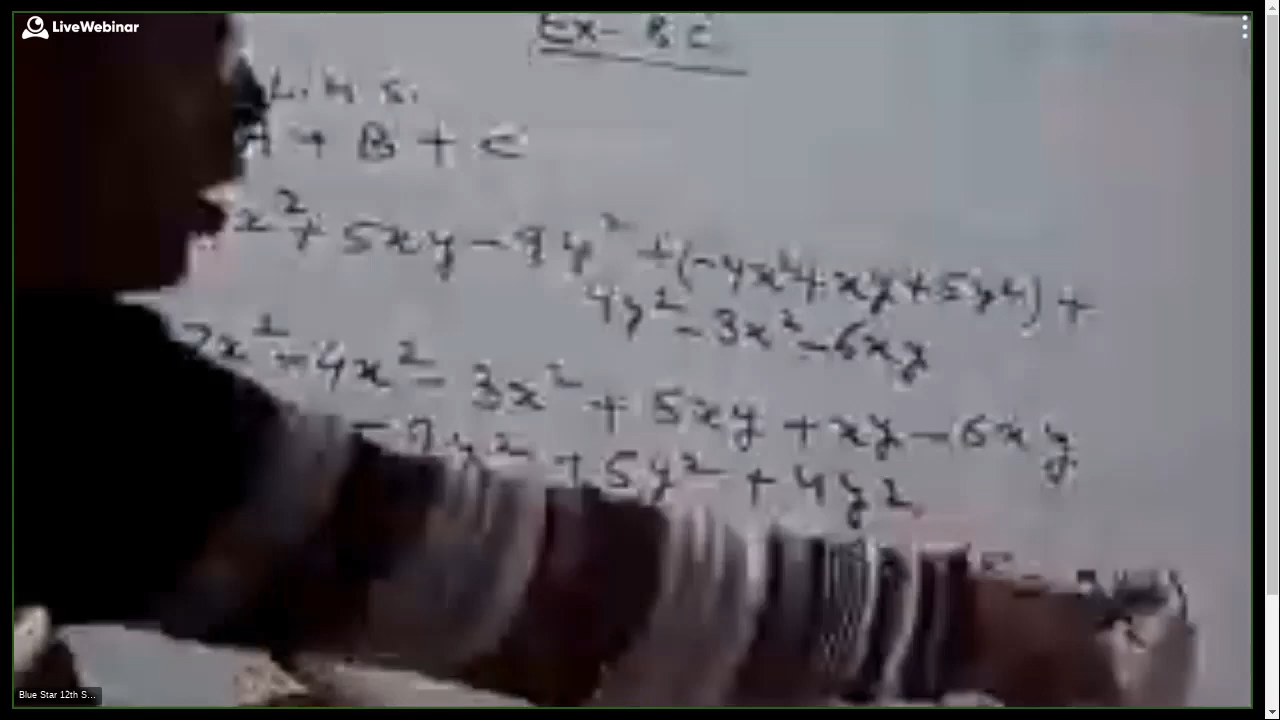 LiveWebinar
Ex- 8 C
L.H.S.
A + B + C
x² + 5xy - 9y² + (-4x² + xy + 5y²) +
4y² - 3x² - 6xy
7x² - 4x² - 3x² + 5xy + xy - 6xy
- 9y² + 5y² + 4y²
Blue Star 12th S...